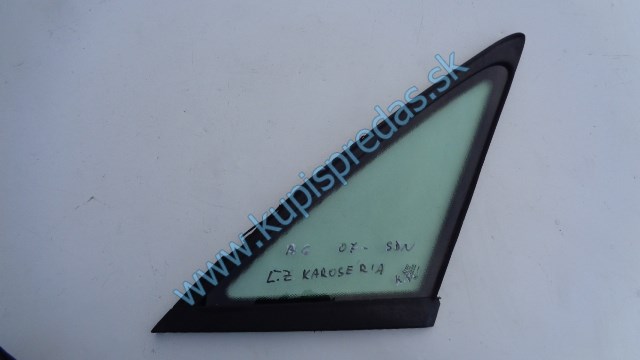 www.kupispredas.sk
A6 07- SDN
Ľ.Z KAROSERIA